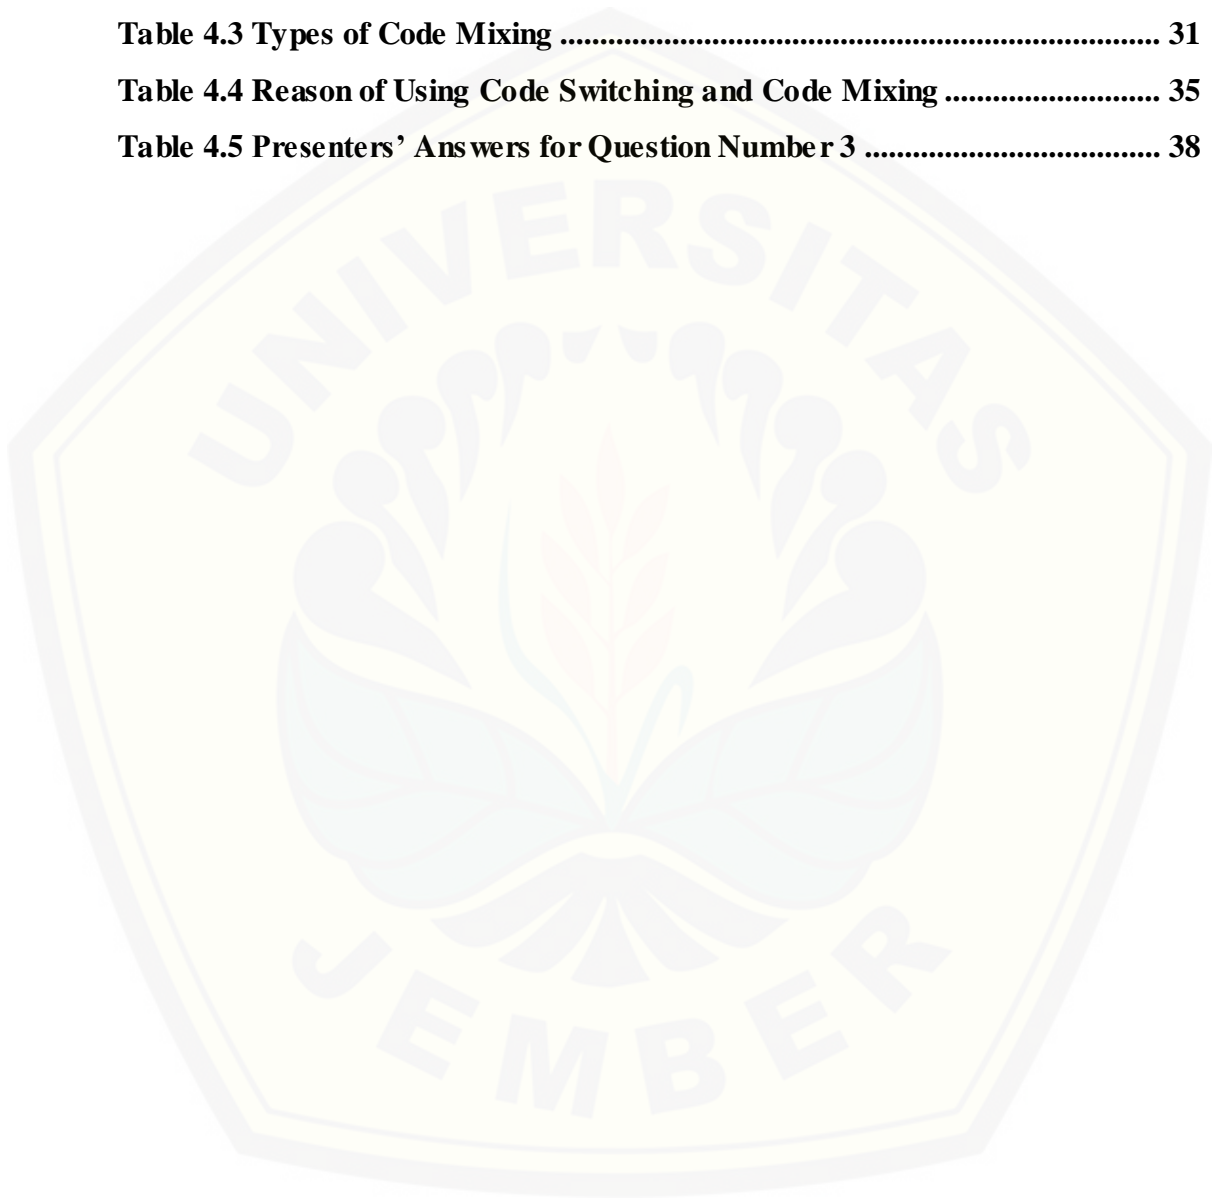 Table 4.3 Types of Code Mixing ........................................................................... 31
Table 4.4 Reason of Using Code Switching and Code Mixing ........................... 35
Table 4.5 Presenters’ Answers for Question Number 3 ..................................... 38
UNIVERSITAS
JEMBER